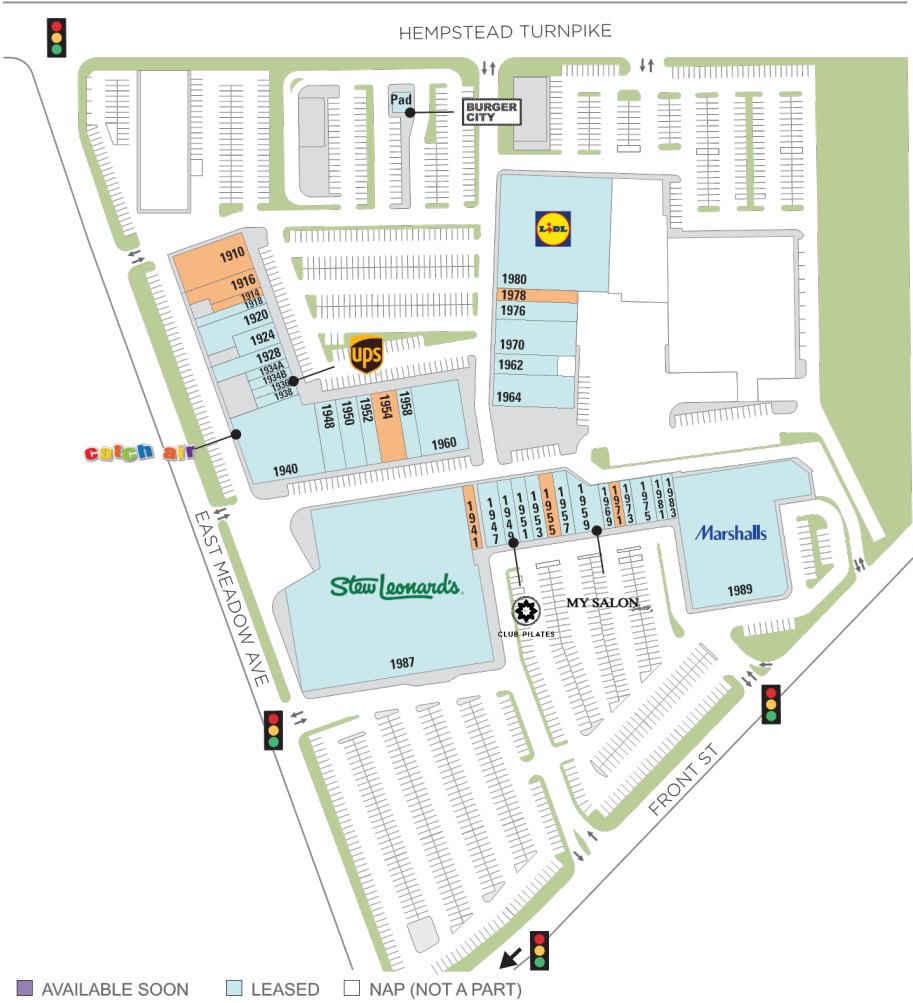 HEMPSTEAD TURNPIKE
Pad
BURGER
CITY
LIDL
1910
1916
1914
1918
1920
1924
1928
1934A
1934B
1936
1938
ups
catch air
1940
1948
1950
1952
1954
1958
1960
1980
1978
1976
1970
1962
1964
EAST MEADOW AVE
1941
1947
1949
1951
1953
1955
1957
1959
1969
1971
1973
1975
1981
1983
Marshalls
1989
Stew Leonard's
1987
CLUB PILATES
MY SALON
FRONT ST
AVAILABLE SOON
LEASED
NAP (NOT A PART)